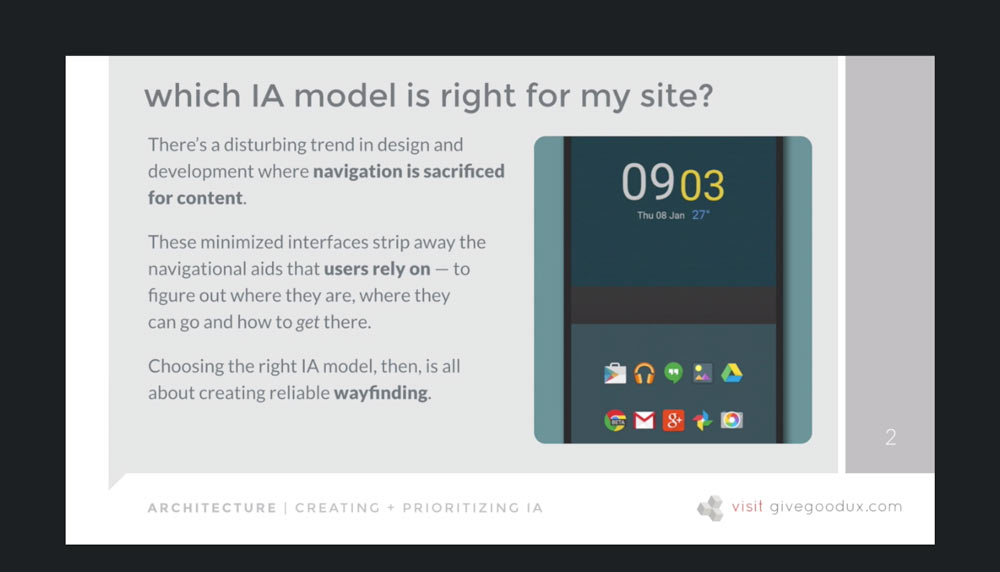 which IA model is right for my site?
There's a disturbing trend in design and
development where navigation is sacrificed
for content.
These minimized interfaces strip away the
navigational aids that users rely on — to
figure out where they are, where they
can go and how to get there.
Choosing the right IA model, then, is all
about creating reliable wayfinding.
09 03
Thu 08 Jan 27°
BETA
g+
2
ARCHITECTURE | CREATING + PRIORITIZING IA
visit givegoodux.com